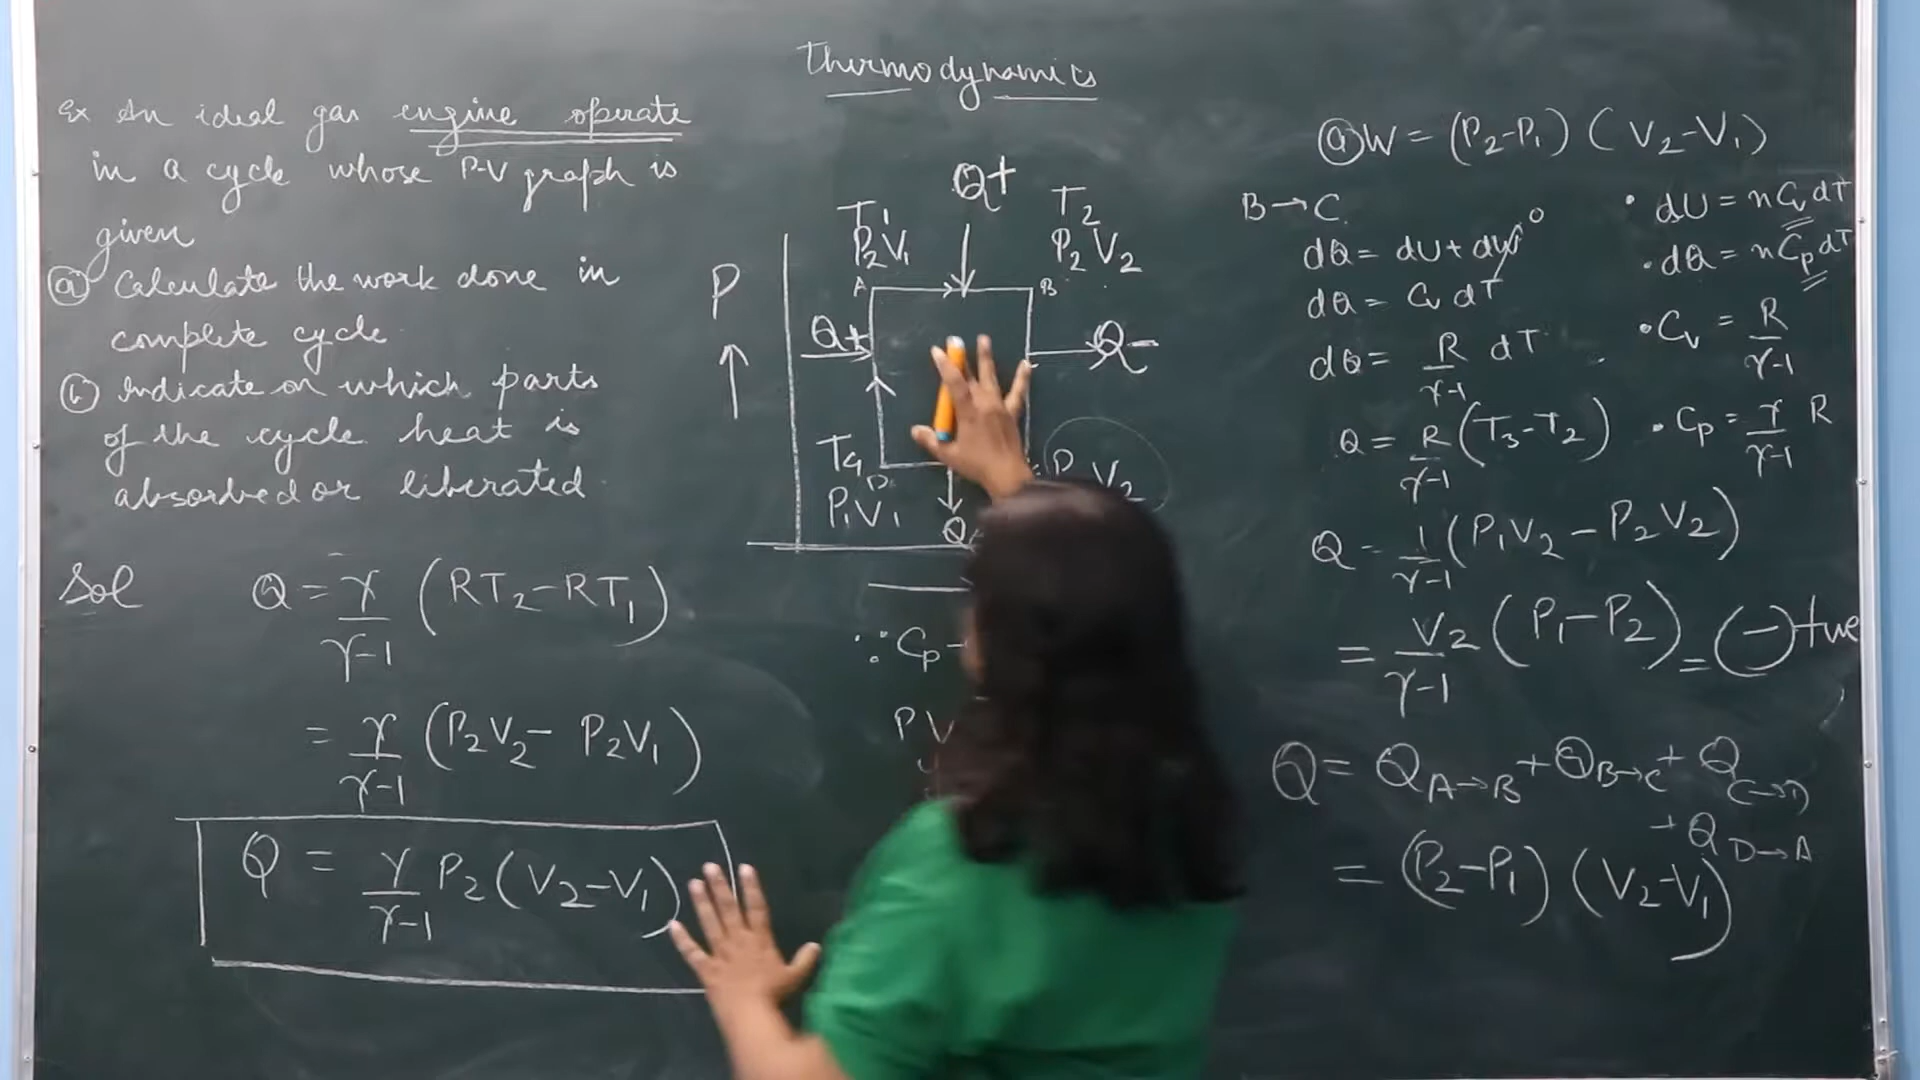 Thermodynamics
Ex An ideal gas engine operate
in a cycle whose P-V graph is
given
(a) Calculate the work done in
complete cycle
(b) Indicate on which parts
of the cycle heat is
absorbed or liberated
Sol
Q = γ/γ-1 (RT₂-RT₁)
= γ/γ-1 (P₂V₂- P₂V₁)
Q = γ/γ-1 P₂(V₂-V₁)
Q+
T₁
P₂V₁
T₂
P₂V₂
P
A
B
Q+
Q-
T₄
D
P₁V₁
V₂
Q
∵ Cp-
PV
(a) W = (P₂-P₁) (V₂-V₁)
B→C
dQ = dU + dW 0
dQ = Cv dT
dQ = R/γ-1 dT
Q = R/γ-1 (T₃-T₂)
Q = 1/γ-1 (P₁V₂ - P₂V₂)
= V₂/γ-1 (P₁-P₂) = (-)tve
• dU = nCv dT
• dQ = nCp dT
• Cv = R/γ-1
• Cp = γ/γ-1 R
Q = Q A→B + Q B→C + Q C→D
+ Q D→A
= (P₂-P₁) (V₂-V₁)